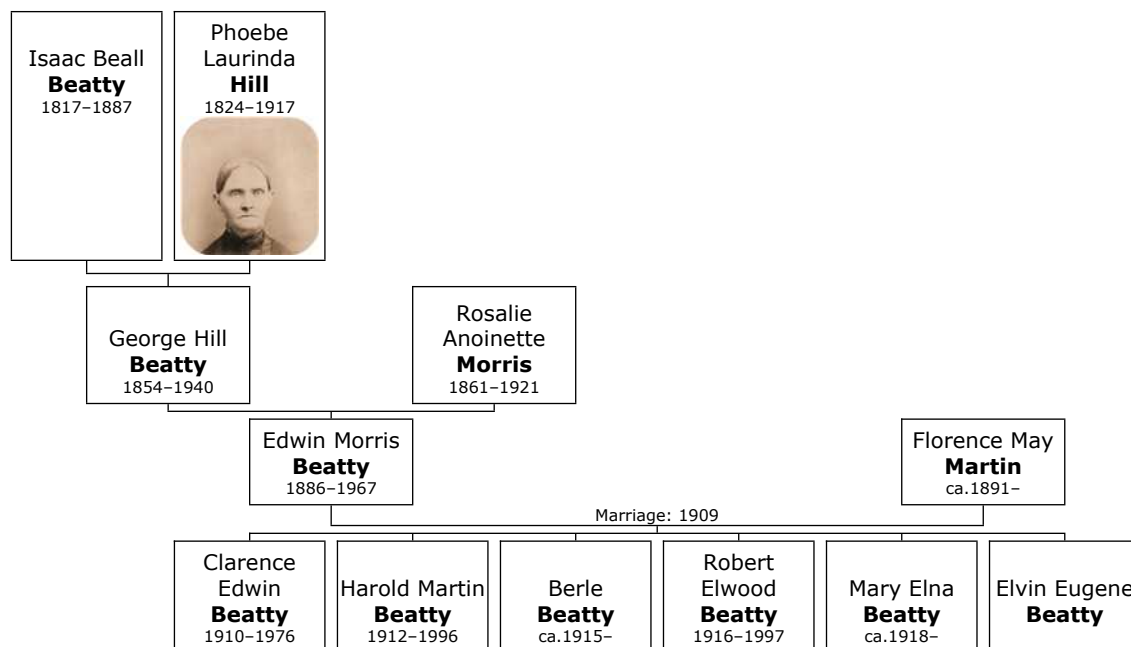 Isaac Beall
Beatty
1817–1887
Phoebe
Laurinda
Hill
1824–1917
George Hill
Beatty
1854–1940
Rosalie
Anoinette
Morris
1861–1921
Edwin Morris
Beatty
1886–1967
Florence May
Martin
ca.1891–
Marriage: 1909
Clarence
Edwin
Beatty
1910–1976
Harold Martin
Beatty
1912–1996
Berle
Beatty
ca.1915–
Robert
Elwood
Beatty
1916–1997
Mary Elna
Beatty
ca.1918–
Elvin Eugene
Beatty